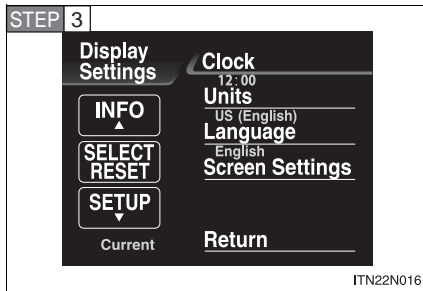 STEP 3
Display
Settings
INFO
▲
SELECT
RESET
SETUP
▼
Current
Clock
12:00
Units
US (English)
Language
English
Screen Settings
Return
ITN22N016